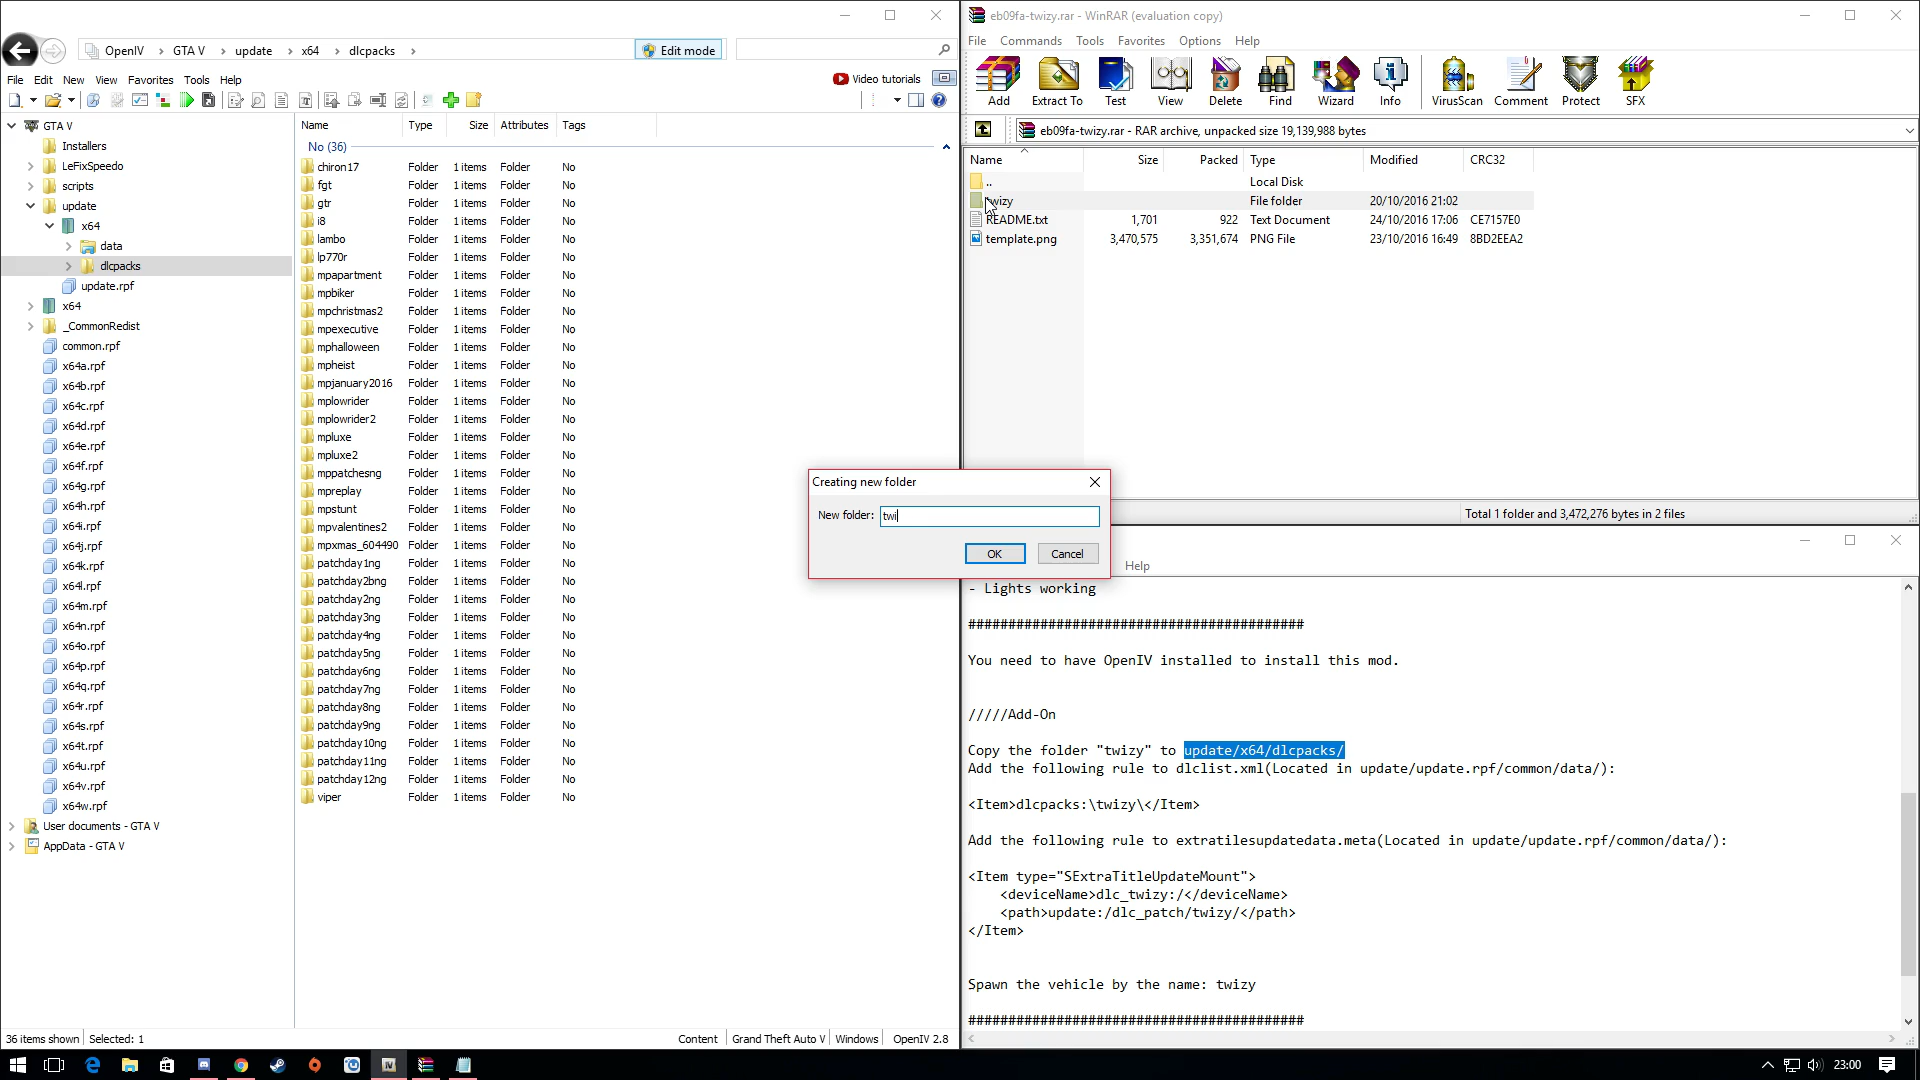 OpenIV
GTA V
update
x64
dlcpacks
Edit mode
File Edit New View Favorites Tools Help
Video tutorials
GTA V
Installers
LeFixSpeedo
scripts
update
x64
data
dlcpacks
update.rpf
x64
_CommonRedist
common.rpf
x64a.rpf
x64b.rpf
x64c.rpf
x64d.rpf
x64e.rpf
x64f.rpf
x64g.rpf
x64h.rpf
x64i.rpf
x64j.rpf
x64k.rpf
x64l.rpf
x64m.rpf
x64n.rpf
x64o.rpf
x64p.rpf
x64q.rpf
x64r.rpf
x64s.rpf
x64t.rpf
x64u.rpf
x64v.rpf
x64w.rpf
User documents - GTA V
AppData - GTA V
Name Type Size Attributes Tags
No (36)
chiron17 Folder 1 items Folder No
fgt Folder 1 items Folder No
gtr Folder 1 items Folder No
i8 Folder 1 items Folder No
lambo Folder 1 items Folder No
lp770r Folder 1 items Folder No
mpapartment Folder 1 items Folder No
mpbiker Folder 1 items Folder No
mpchristmas2 Folder 1 items Folder No
mpexecutive Folder 1 items Folder No
mphalloween Folder 1 items Folder No
mpheist Folder 1 items Folder No
mpjanuary2016 Folder 1 items Folder No
mplowrider Folder 1 items Folder No
mplowrider2 Folder 1 items Folder No
mpluxe Folder 1 items Folder No
mpluxe2 Folder 1 items Folder No
mppatchesng Folder 1 items Folder No
mpreplay Folder 1 items Folder No
mpstunt Folder 1 items Folder No
mpvalentines2 Folder 1 items Folder No
mpxmas_604490 Folder 1 items Folder No
patchday1ng Folder 1 items Folder No
patchday2bng Folder 1 items Folder No
patchday2ng Folder 1 items Folder No
patchday3ng Folder 1 items Folder No
patchday4ng Folder 1 items Folder No
patchday5ng Folder 1 items Folder No
patchday6ng Folder 1 items Folder No
patchday7ng Folder 1 items Folder No
patchday8ng Folder 1 items Folder No
patchday9ng Folder 1 items Folder No
patchday10ng Folder 1 items Folder No
patchday11ng Folder 1 items Folder No
patchday12ng Folder 1 items Folder No
viper Folder 1 items Folder No
36 items shown Selected: 1
Content Grand Theft Auto V Windows OpenIV 2.8
eb09fa-twizy.rar - WinRAR (evaluation copy)
File Commands Tools Favorites Options Help
Add Extract To Test View Delete Find Wizard Info VirusScan Comment Protect SFX
eb09fa-twizy.rar - RAR archive, unpacked size 19,139,988 bytes
Name Size Packed Type Modified CRC32
.. Local Disk
twizy File folder 20/10/2016 21:02
README.txt 1,701 922 Text Document 24/10/2016 17:06 CE7157E0
template.png 3,470,575 3,351,674 PNG File 23/10/2016 16:49 8BD2EEA2
Total 1 folder and 3,472,276 bytes in 2 files
Creating new folder
New folder: twi
OK Cancel
Help
- Lights working
##########################################
You need to have OpenIV installed to install this mod.
/////Add-On
Copy the folder "twizy" to update/x64/dlcpacks/
Add the following rule to dlclist.xml(Located in update/update.rpf/common/data/):
<Item>dlcpacks:\twizy\</Item>
Add the following rule to extratilesupdatedata.meta(Located in update/update.rpf/common/data/):
<Item type="SExtraTitleUpdateMount">
<deviceName>dlc_twizy:/</deviceName>
<path>update:/dlc_patch/twizy/</path>
</Item>
Spawn the vehicle by the name: twizy
##########################################
23:00